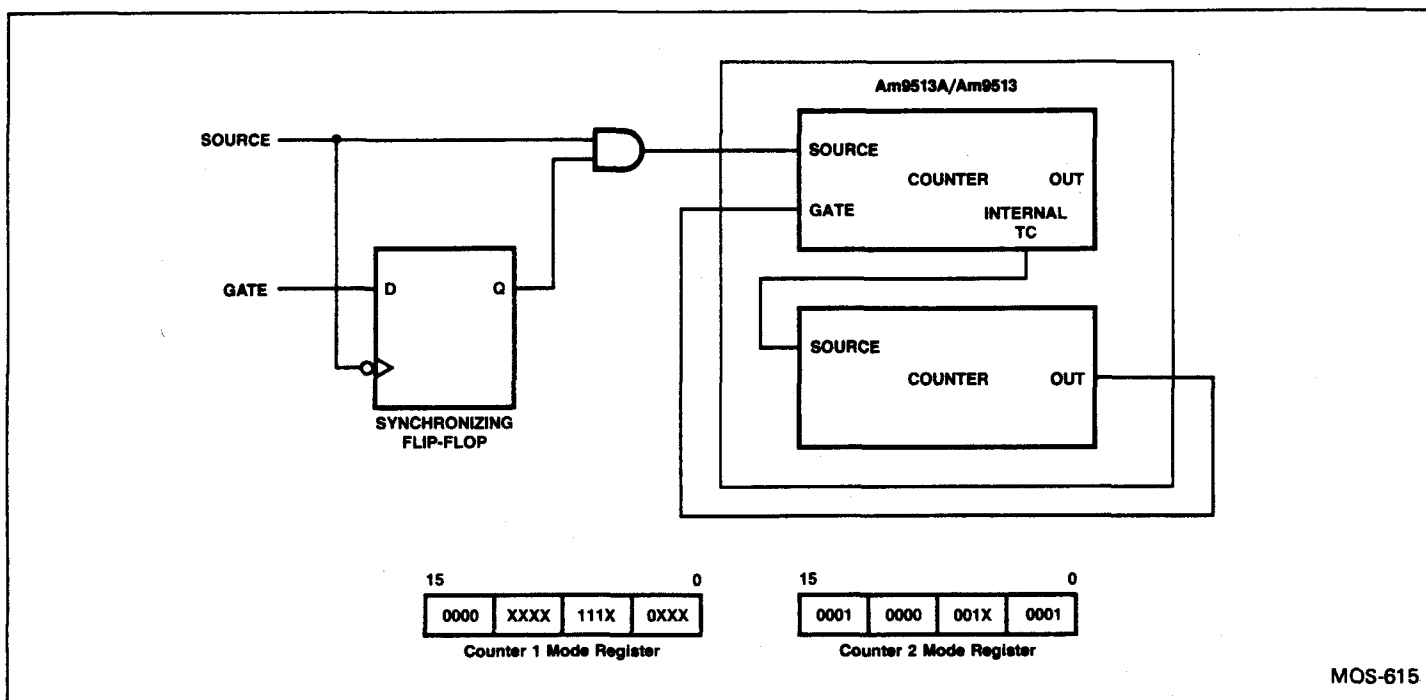 Am9513A/Am9513
SOURCE
SOURCE
COUNTER
OUT
GATE
INTERNAL
TC
GATE
D
Q
SOURCE
COUNTER
OUT
SYNCHRONIZING
FLIP-FLOP
15 0
0000 XXXX 111X 0XXX
Counter 1 Mode Register
15 0
0001 0000 001X 0001
Counter 2 Mode Register
MOS-615